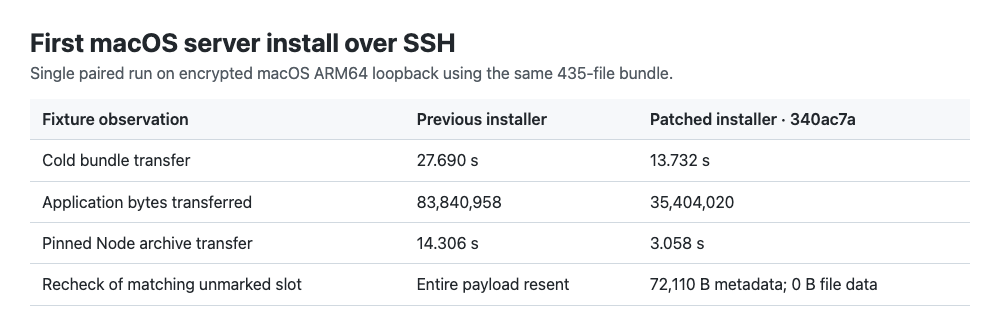 First macOS server install over SSH
Single paired run on encrypted macOS ARM64 loopback using the same 435-file bundle.
Fixture observation Previous installer Patched installer · 340ac7a
Cold bundle transfer 27.690 s 13.732 s
Application bytes transferred 83,840,958 35,404,020
Pinned Node archive transfer 14.306 s 3.058 s
Recheck of matching unmarked slot Entire payload resent 72,110 B metadata; 0 B file data